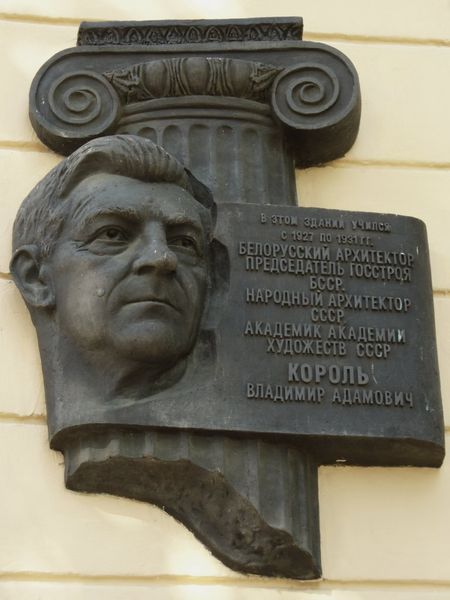 В ЭТОМ ЗДАНИИ УЧИЛСЯ
С 1927 ПО 1931 ГГ.
БЕЛОРУССКИЙ АРХИТЕКТОР
ПРЕДСЕДАТЕЛЬ ГОССТРОЯ
БССР.
НАРОДНЫЙ АРХИТЕКТОР
СССР
АКАДЕМИК АКАДЕМИИ
ХУДОЖЕСТВ СССР
КОРОЛЬ
ВЛАДИМИР АДАМОВИЧ